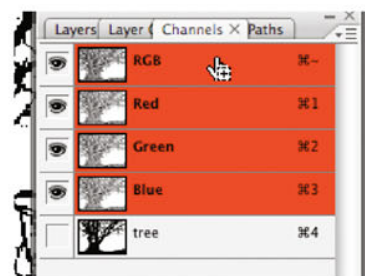 Layers Layer Channels × Paths
RGB ⌘~
Red ⌘1
Green ⌘2
Blue ⌘3
tree ⌘4